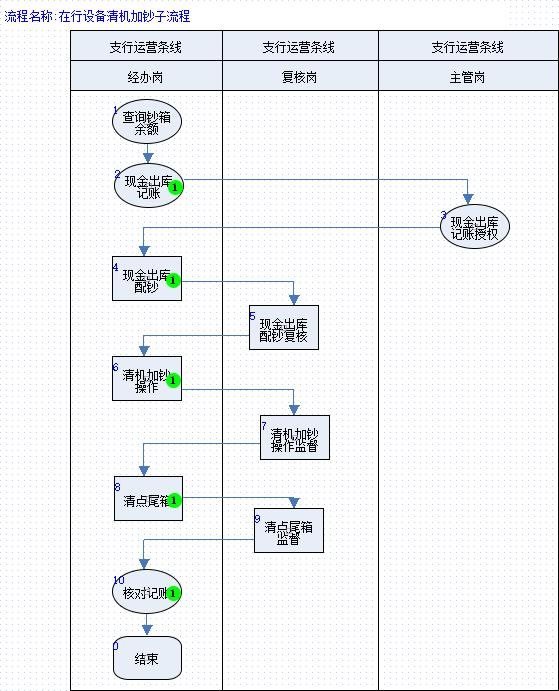 流程名称:在行设备清机加钞子流程
支行运营条线
支行运营条线
支行运营条线
经办岗
复核岗
主管岗
1
查询钞箱
余额
2
现金出库
记账
1
3
现金出库
记账授权
4
现金出库
配钞
1
5
现金出库
配钞复核
6
清机加钞
操作
1
7
清机加钞
操作监督
8
清点尾箱
1
9
清点尾箱
监督
10
核对记账
1
0
结束